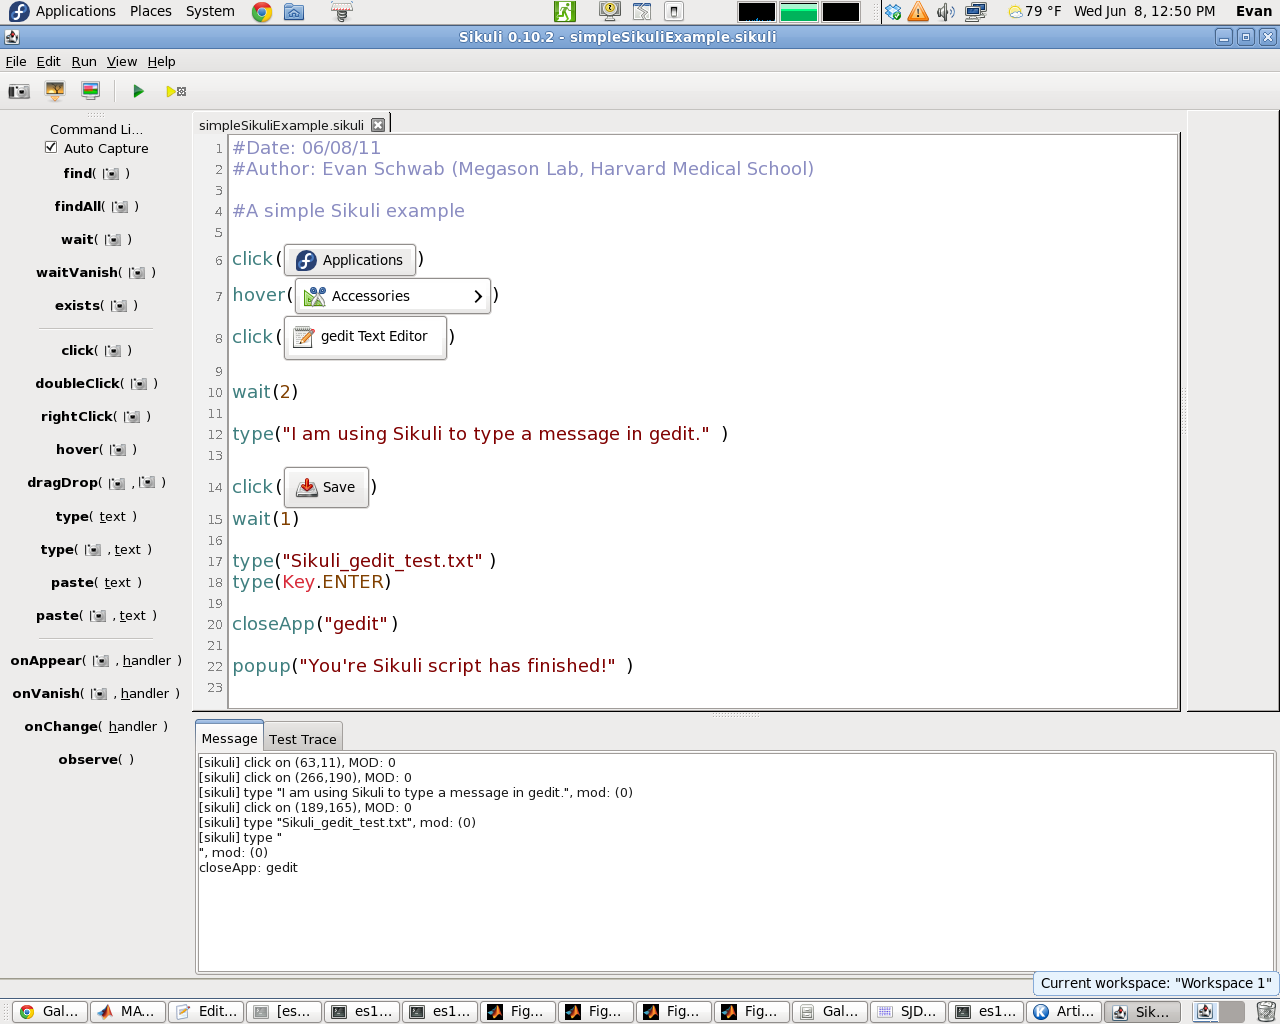 Applications Places System 79 °F Wed Jun 8, 12:50 PM Evan
Sikuli 0.10.2 - simpleSikuliExample.sikuli
File Edit Run View Help
Command Li...
Auto Capture
find( )
findAll( )
wait( )
waitVanish( )
exists( )
click( )
doubleClick( )
rightClick( )
hover( )
dragDrop( , )
type( text )
type( , text )
paste( text )
paste( , text )
onAppear( , handler )
onVanish( , handler )
onChange( handler )
observe( )
simpleSikuliExample.sikuli
1 #Date: 06/08/11
2 #Author: Evan Schwab (Megason Lab, Harvard Medical School)
3
4 #A simple Sikuli example
5
6 click( Applications )
7 hover( Accessories )
8 click( gedit Text Editor )
9
10 wait(2)
11
12 type("I am using Sikuli to type a message in gedit." )
13
14 click( Save )
15 wait(1)
16
17 type("Sikuli_gedit_test.txt" )
18 type(Key.ENTER)
19
20 closeApp("gedit" )
21
22 popup("You're Sikuli script has finished!" )
23
Message Test Trace
[sikuli] click on (63,11), MOD: 0
[sikuli] click on (266,190), MOD: 0
[sikuli] type "I am using Sikuli to type a message in gedit.", mod: (0)
[sikuli] click on (189,165), MOD: 0
[sikuli] type "Sikuli_gedit_test.txt", mod: (0)
[sikuli] type "
", mod: (0)
closeApp: gedit
Current workspace: "Workspace 1"
Gal... MA... Edit... [es... es1... es1... Fig... Fig... Fig... Fig... Gal... SJD... es1... Arti... Sik...